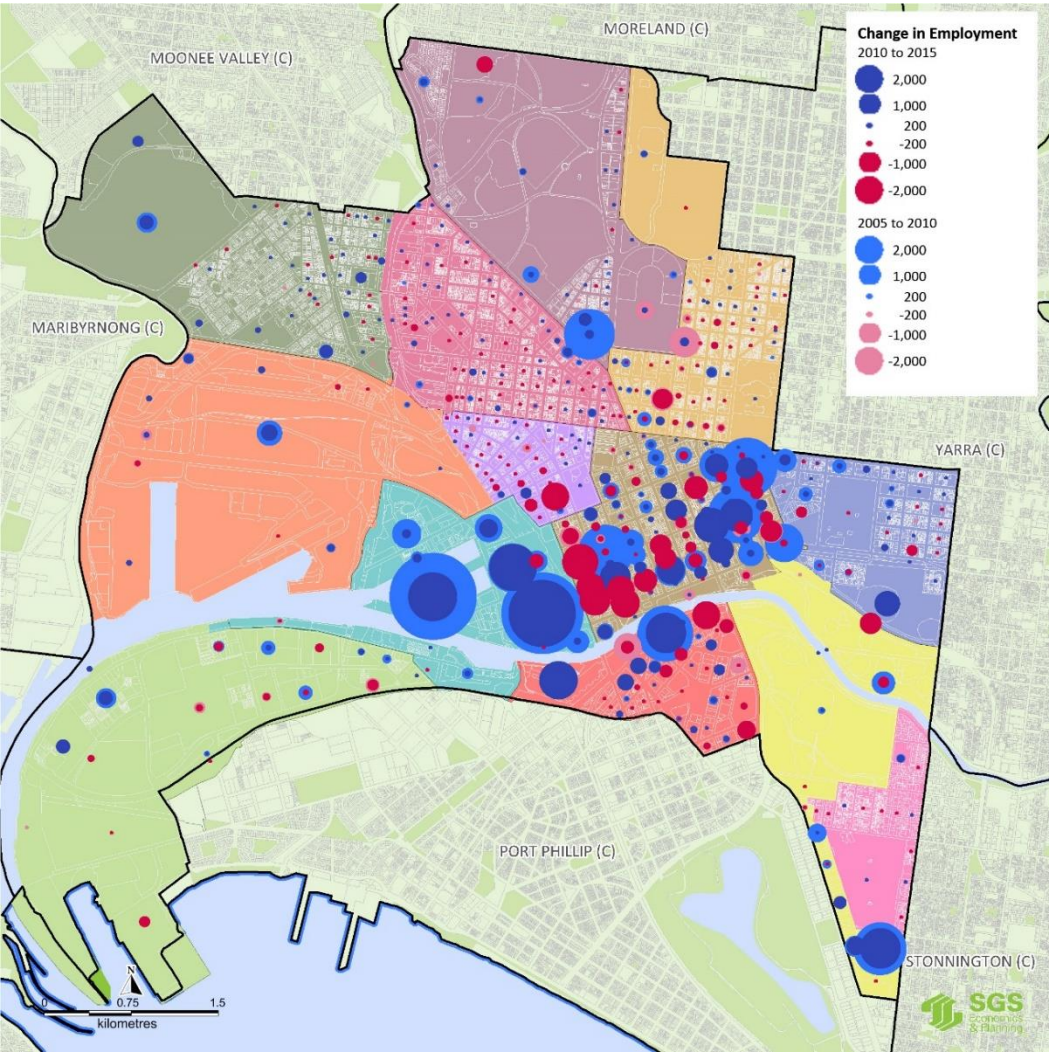 MORELAND (C)
MOONEE VALLEY (C)
Change in Employment
2010 to 2015
2,000
1,000
200
-200
-1,000
-2,000
2005 to 2010
2,000
1,000
200
-200
-1,000
-2,000
MARIBYRNONG (C)
YARRA (C)
PORT PHILLIP (C)
STONNINGTON (C)
N
0 0.75 1.5
kilometres
SGS
Economics
& Planning